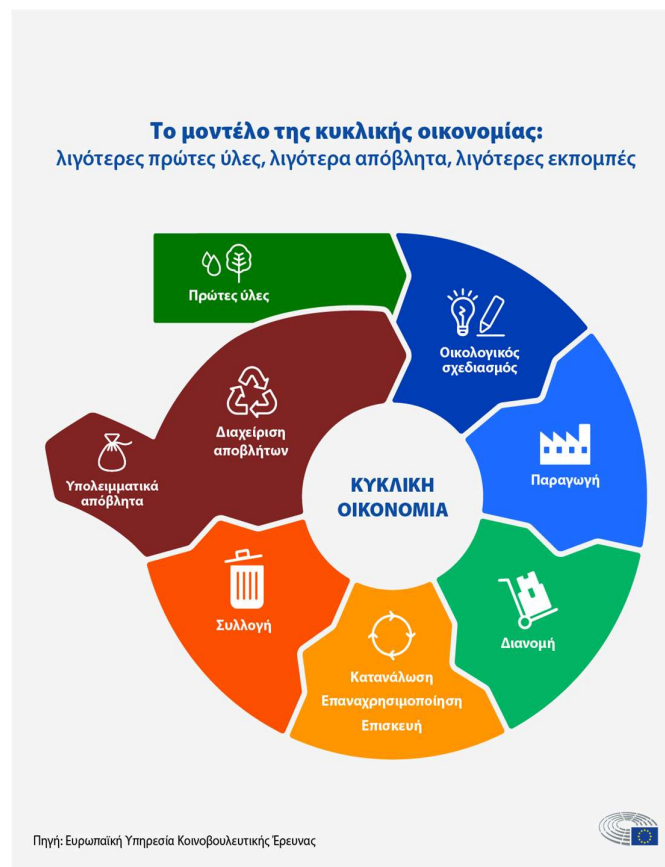 Το μοντέλο της κυκλικής οικονομίας:
λιγότερες πρώτες ύλες, λιγότερα απόβλητα, λιγότερες εκπομπές
Πρώτες ύλες
Οικολογικός
σχεδιασμός
Παραγωγή
Διανομή
Κατανάλωση
Επαναχρησιμοποίηση
Επισκευή
Συλλογή
Διαχείριση
αποβλήτων
Υπολειμματικά
απόβλητα
ΚΥΚΛΙΚΗ
ΟΙΚΟΝΟΜΙΑ
Πηγή: Ευρωπαϊκή Υπηρεσία Κοινοβουλευτικής Έρευνας